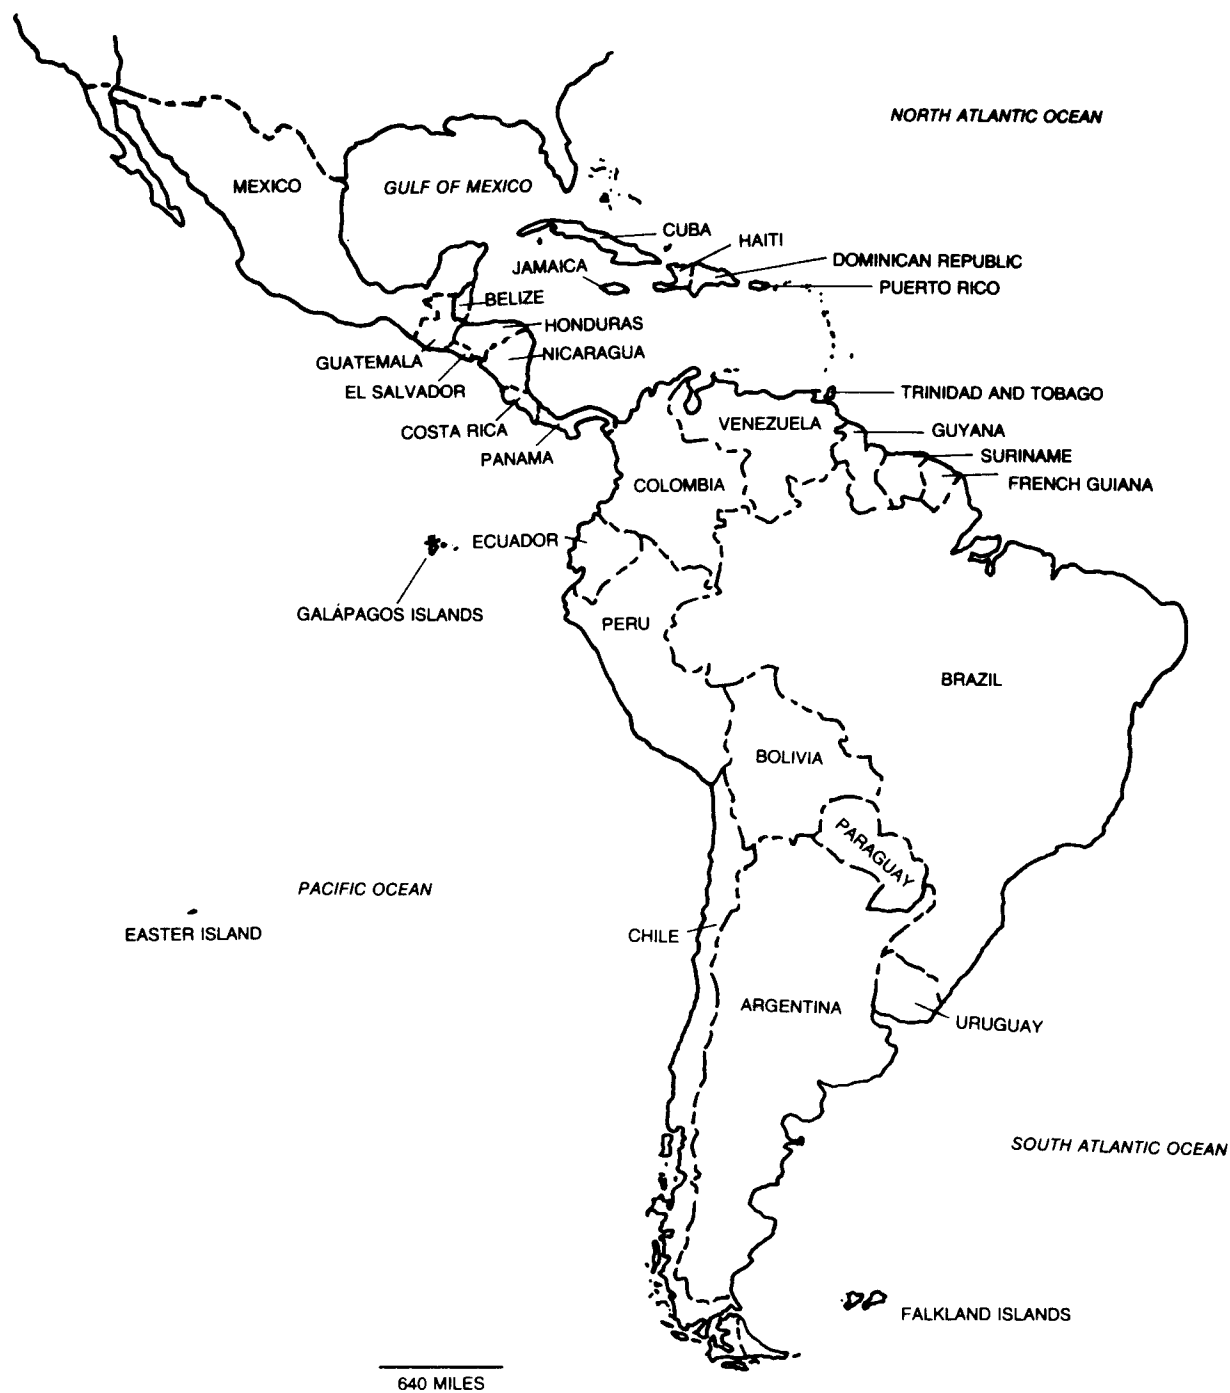 NORTH ATLANTIC OCEAN
MEXICO
GULF OF MEXICO
CUBA
HAITI
DOMINICAN REPUBLIC
JAMAICA
PUERTO RICO
BELIZE
HONDURAS
NICARAGUA
GUATEMALA
EL SALVADOR
TRINIDAD AND TOBAGO
COSTA RICA
VENEZUELA
GUYANA
PANAMA
SURINAME
COLOMBIA
FRENCH GUIANA
ECUADOR
GALÁPAGOS ISLANDS
PERU
BRAZIL
BOLIVIA
PARAGUAY
PACIFIC OCEAN
EASTER ISLAND
CHILE
ARGENTINA
URUGUAY
SOUTH ATLANTIC OCEAN
FALKLAND ISLANDS
640 MILES